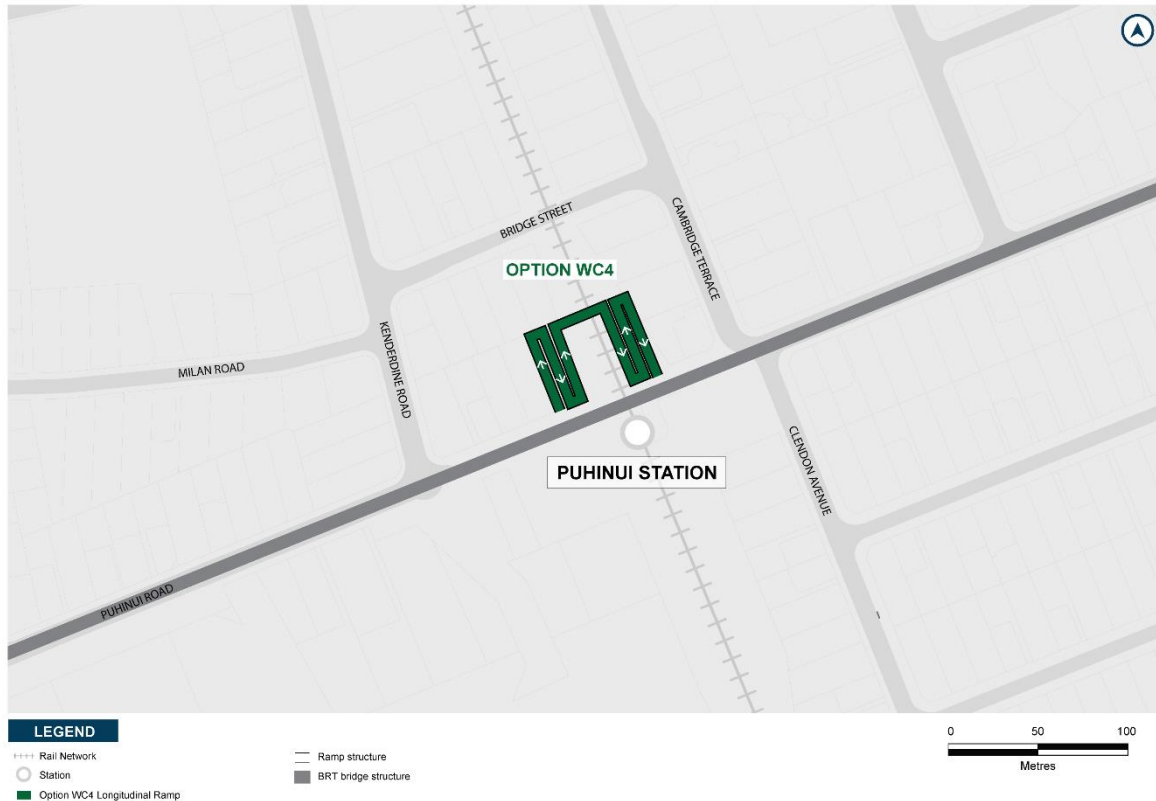 BRIDGE STREET
CAMBRIDGE TERRACE
OPTION WC4
KENDERDINE ROAD
MILAN ROAD
CLENDON AVENUE
PUHINUI STATION
PUHINUI ROAD
LEGEND
Rail Network
Station
Option WC4 Longitudinal Ramp
Ramp structure
BRT bridge structure
0 50 100
Metres